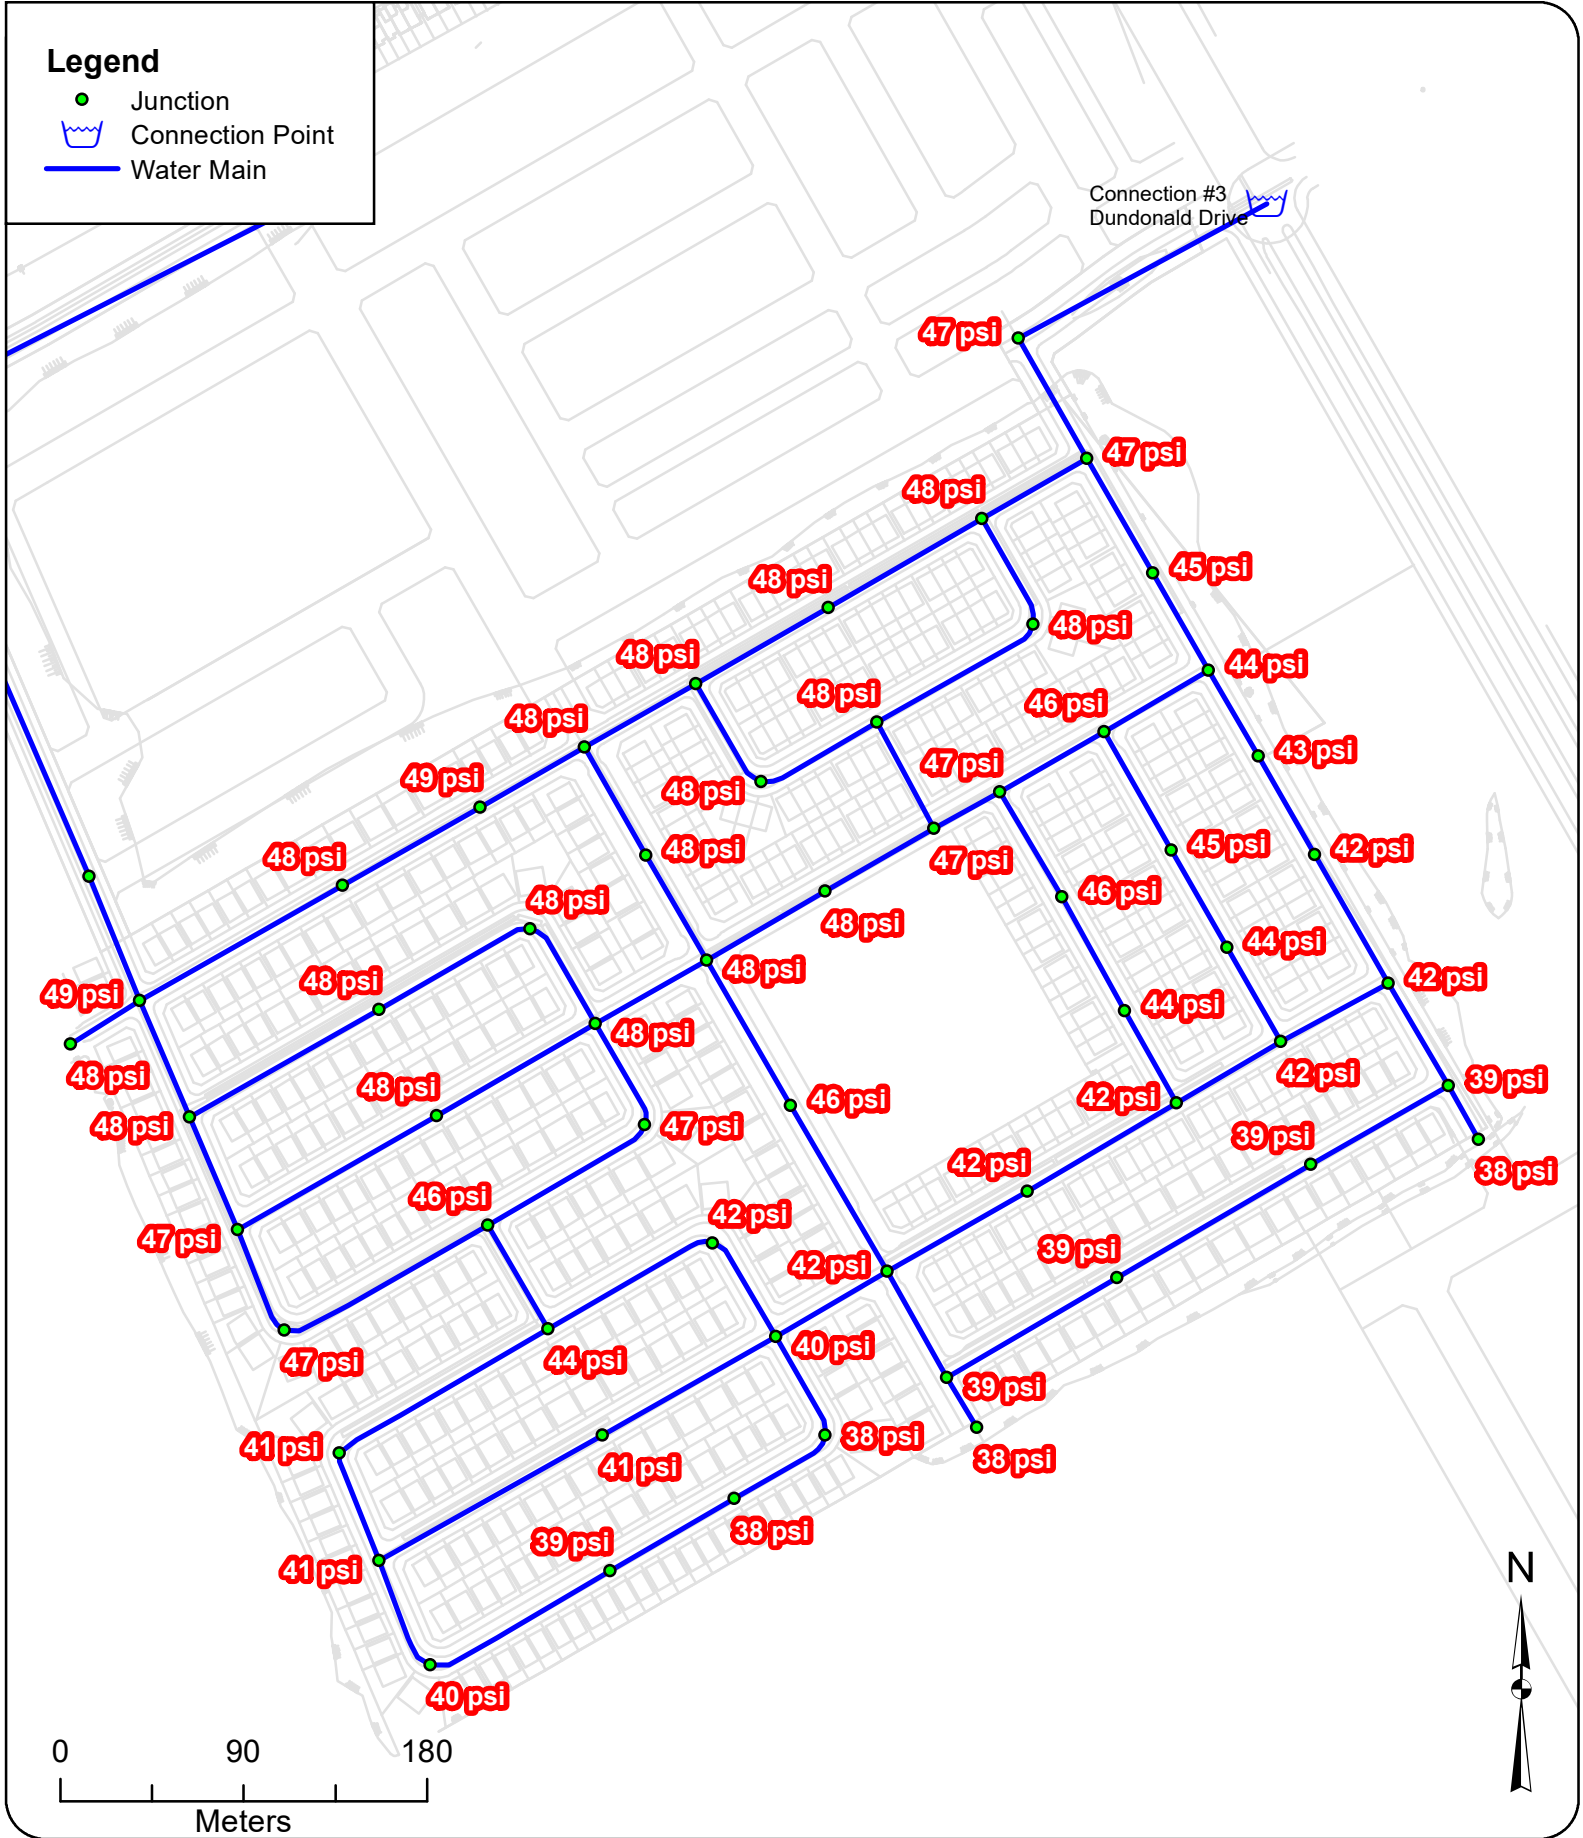 Legend
Junction
Connection Point
Water Main
Connection #3
Dundonald Drive
47 psi
47 psi
48 psi
45 psi
48 psi
48 psi
48 psi
44 psi
48 psi
46 psi
48 psi
43 psi
49 psi
47 psi
48 psi
48 psi
45 psi
42 psi
48 psi
47 psi
46 psi
48 psi
48 psi
44 psi
48 psi
42 psi
48 psi
49 psi
44 psi
48 psi
48 psi
42 psi
39 psi
48 psi
42 psi
46 psi
48 psi
47 psi
39 psi
42 psi
38 psi
46 psi
42 psi
47 psi
39 psi
42 psi
40 psi
47 psi
44 psi
39 psi
38 psi
41 psi
38 psi
41 psi
38 psi
39 psi
41 psi
40 psi
N
0 90 180
Meters